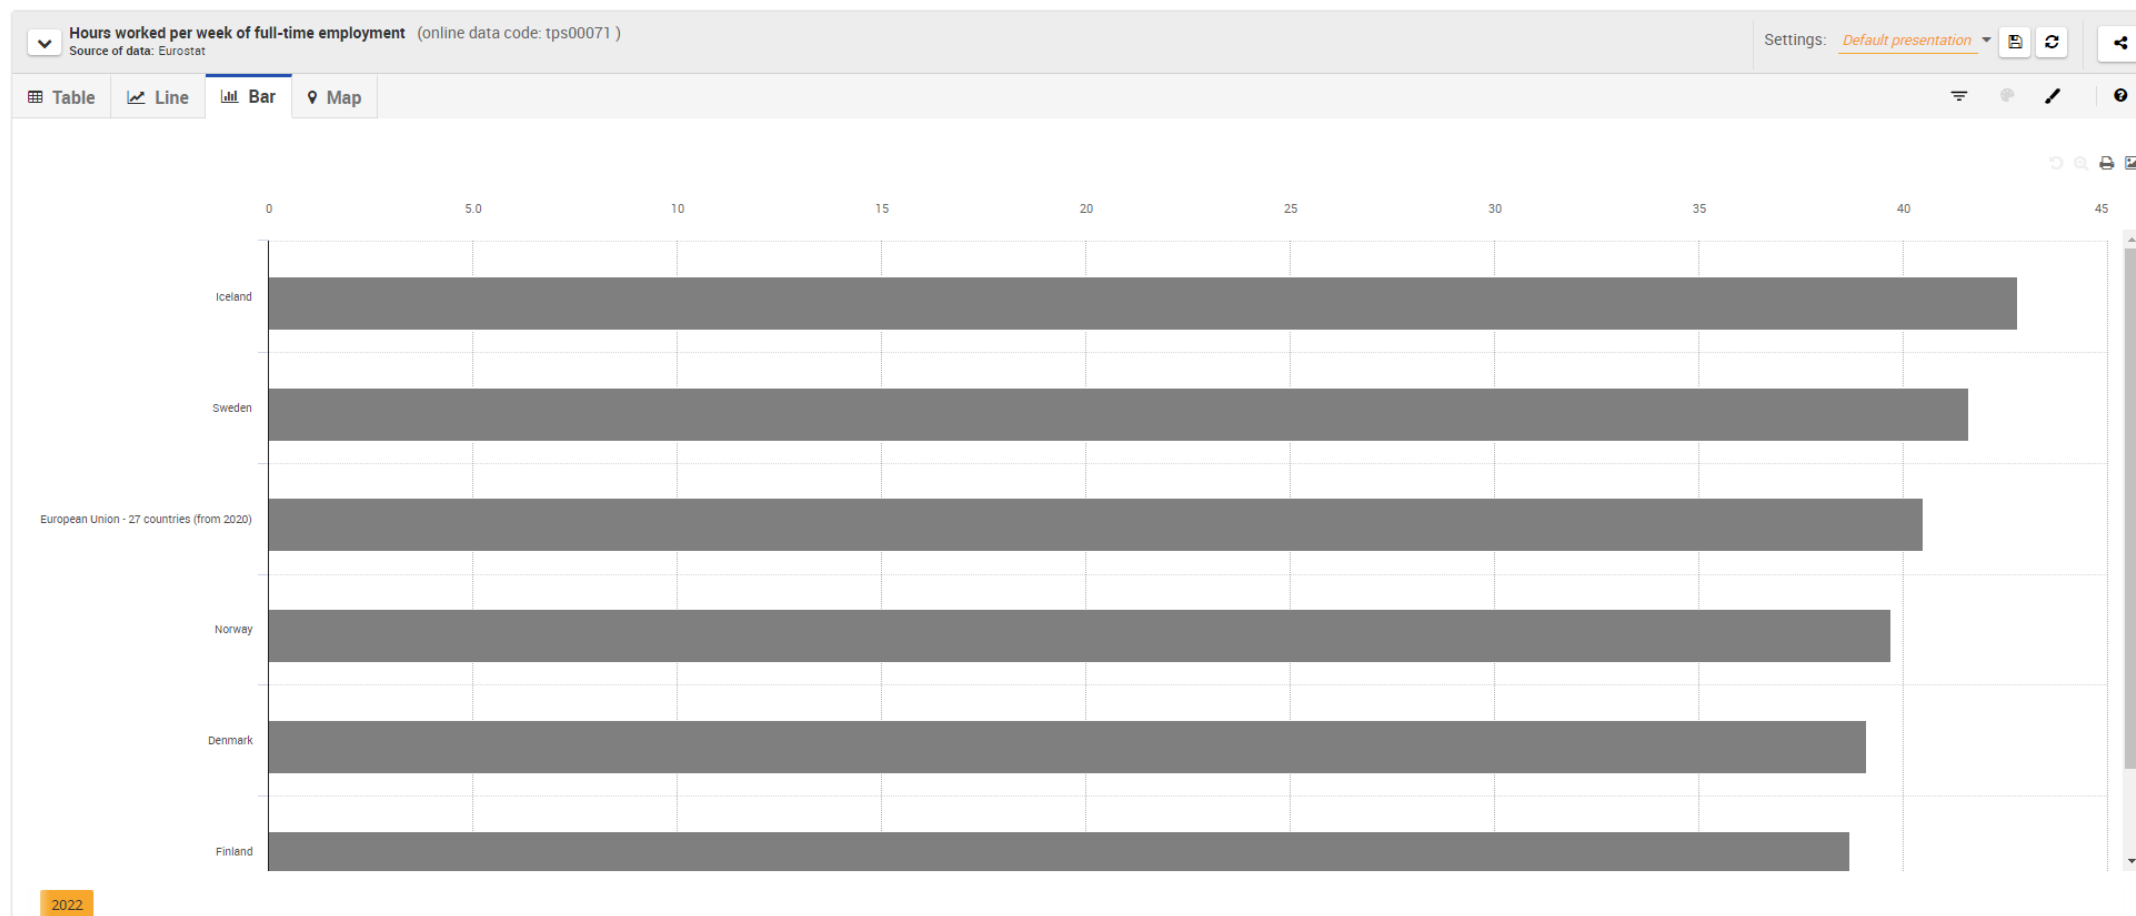 Hours worked per week of full-time employment (online data code: tps00071 )
Source of data: Eurostat
Settings: Default presentation
Table Line Bar Map
0 5.0 10 15 20 25 30 35 40 45
Iceland
Sweden
European Union - 27 countries (from 2020)
Norway
Denmark
Finland
2022